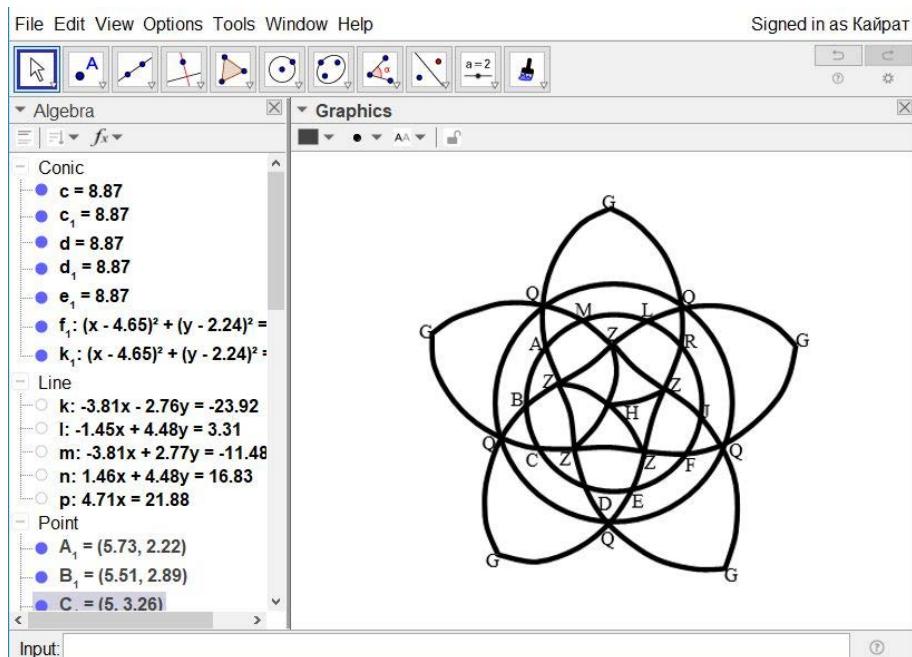 File Edit View Options Tools Window Help
Signed in as Кайрат
A
α
a = 2
Algebra
Graphics
fx
AA
Conic
c = 8.87
c₁ = 8.87
d = 8.87
d₁ = 8.87
e₁ = 8.87
f₁: (x - 4.65)² + (y - 2.24)² =
k₁: (x - 4.65)² + (y - 2.24)² =
Line
k: -3.81x - 2.76y = -23.92
l: -1.45x + 4.48y = 3.31
m: -3.81x + 2.77y = -11.48
n: 1.46x + 4.48y = 16.83
p: 4.71x = 21.88
Point
A₁ = (5.73, 2.22)
B₁ = (5.51, 2.89)
G
Q Q
M L
G Z G
A R
Z Z
B H J
Q Q
C Z Z F
D E
Q
G G
Input: